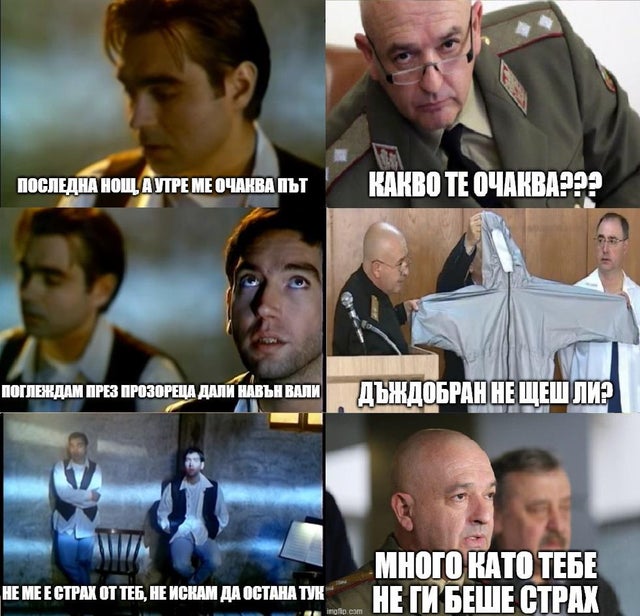 ПОСЛЕДНА НОЩ, А УТРЕ МЕ ОЧАКВА ПЪТ
КАКВО ТЕ ОЧАКВА???
ПОГЛЕЖДАМ ПРЕЗ ПРОЗОРЕЦА ДАЛИ НАВЪН ВАЛИ
ДЪЖДОБРАН НЕ ЩЕШ ЛИ?
НЕ МЕ Е СТРАХ ОТ ТЕБ, НЕ ИСКАМ ДА ОСТАНА ТУК
МНОГО КАТО ТЕБЕ
НЕ ГИ БЕШЕ СТРАХ
imgflip.com